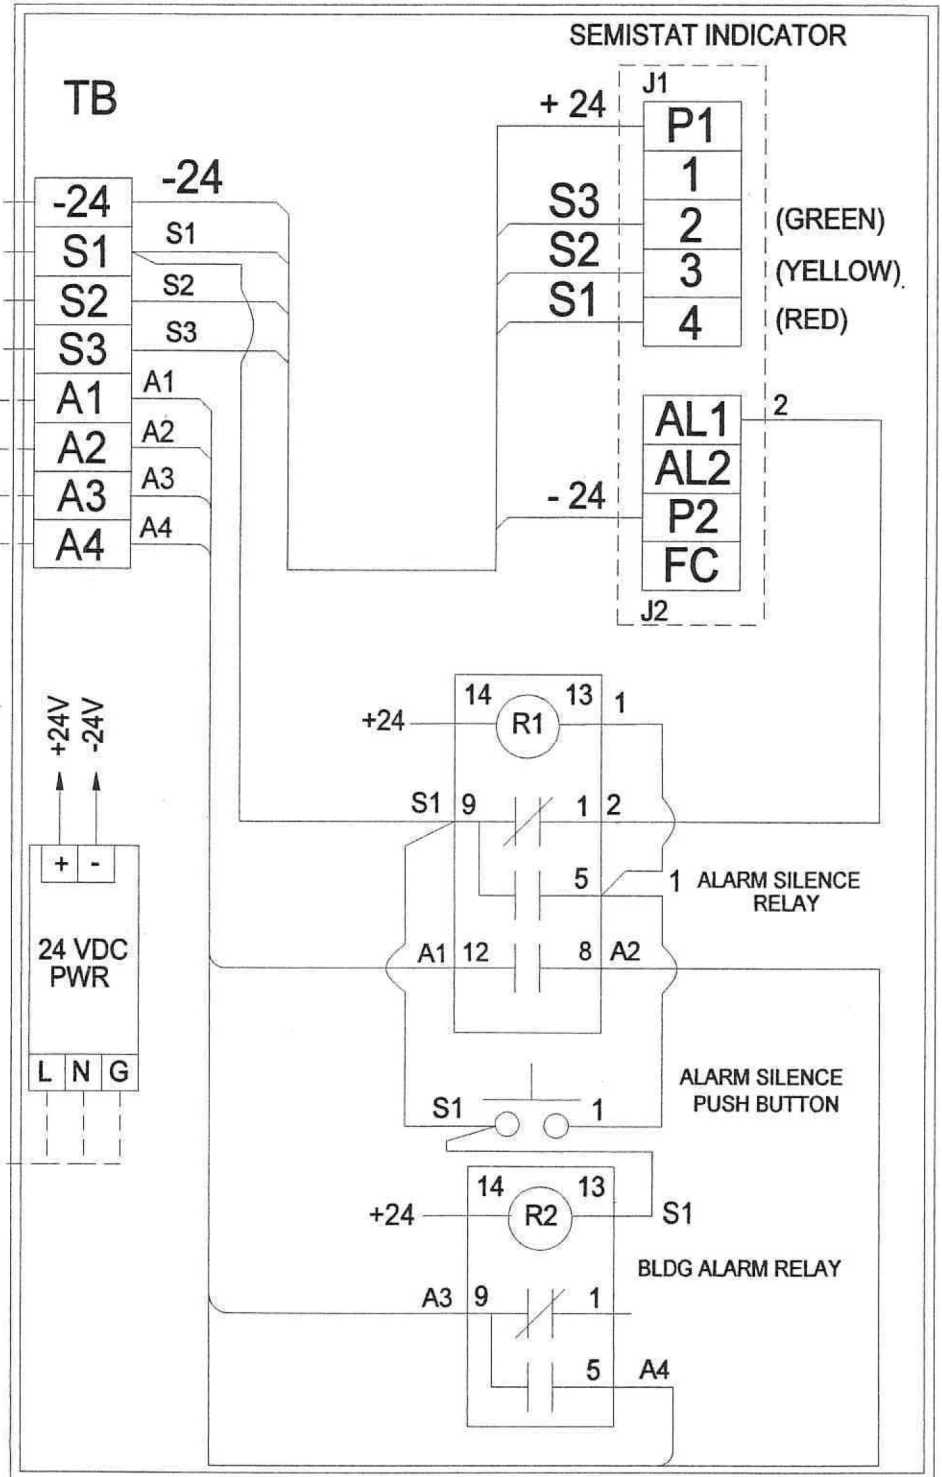 SEMISTAT INDICATOR
TB
J1
+ 24
P1
1
S3
2
(GREEN)
S2
3
(YELLOW).
S1
4
(RED)
-24
-24
S1
S1
S2
S2
S3
S3
A1
A1
A2
A2
A3
A3
A4
A4
AL1
2
AL2
- 24
P2
FC
J2
+24V
-24V
+ -
24 VDC
PWR
L N G
14
13
1
+24
R1
S1
9
1
2
5
1
ALARM SILENCE
RELAY
A1
12
8
A2
ALARM SILENCE
PUSH BUTTON
S1
1
14
13
+24
R2
S1
BLDG ALARM RELAY
A3
9
1
5
A4